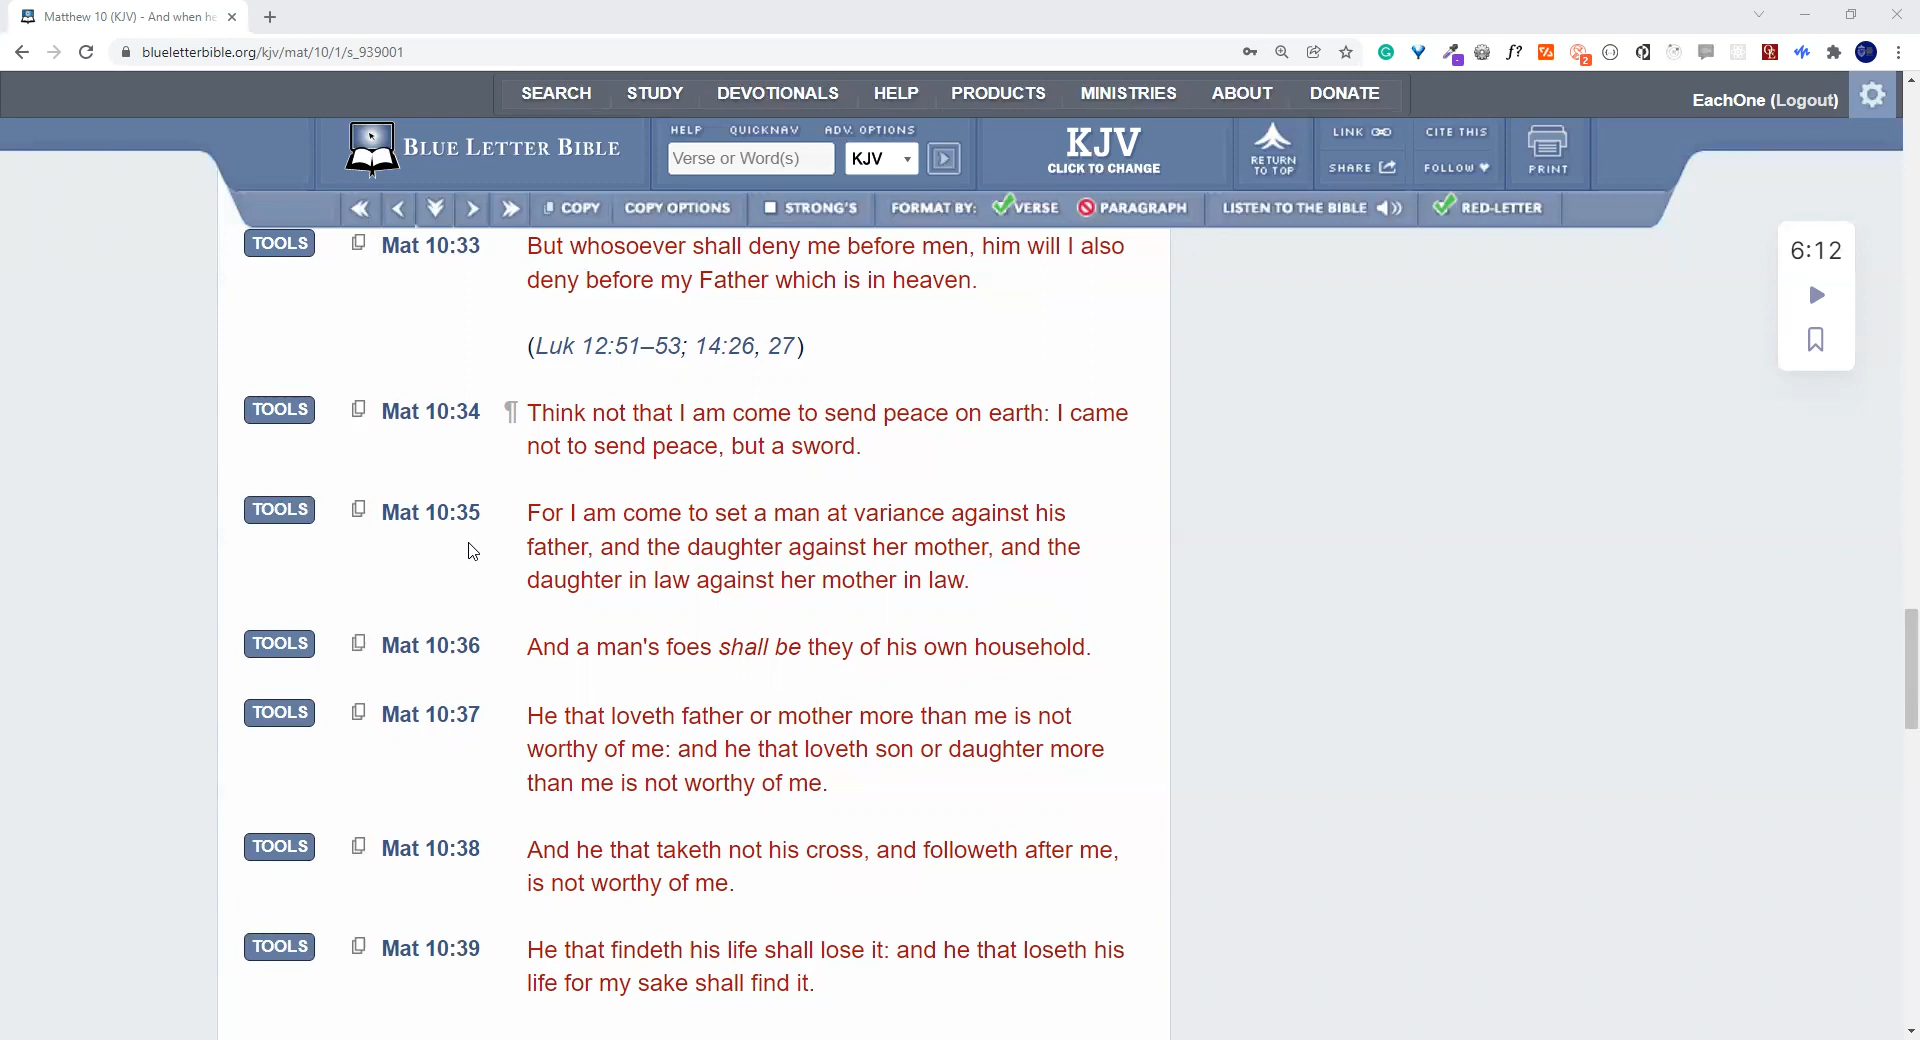 Matthew 10 (KJV) - And when he
blueletterbible.org/kjv/mat/10/1/s_939001
f?
2
SEARCH STUDY DEVOTIONALS HELP PRODUCTS MINISTRIES ABOUT DONATE
EachOne (Logout)
BLUE LETTER BIBLE
HELP QUICKNAV ADV. OPTIONS
Verse or Word(s) KJV
KJV
CLICK TO CHANGE
RETURN
TO TOP
LINK CITE THIS
SHARE FOLLOW
PRINT
COPY COPY OPTIONS STRONG'S FORMAT BY: VERSE PARAGRAPH LISTEN TO THE BIBLE RED-LETTER
6:12
TOOLS Mat 10:33 But whosoever shall deny me before men, him will I also
deny before my Father which is in heaven.
(Luk 12:51–53; 14:26, 27)
TOOLS Mat 10:34 ¶ Think not that I am come to send peace on earth: I came
not to send peace, but a sword.
TOOLS Mat 10:35 For I am come to set a man at variance against his
father, and the daughter against her mother, and the
daughter in law against her mother in law.
TOOLS Mat 10:36 And a man's foes shall be they of his own household.
TOOLS Mat 10:37 He that loveth father or mother more than me is not
worthy of me: and he that loveth son or daughter more
than me is not worthy of me.
TOOLS Mat 10:38 And he that taketh not his cross, and followeth after me,
is not worthy of me.
TOOLS Mat 10:39 He that findeth his life shall lose it: and he that loseth his
life for my sake shall find it.